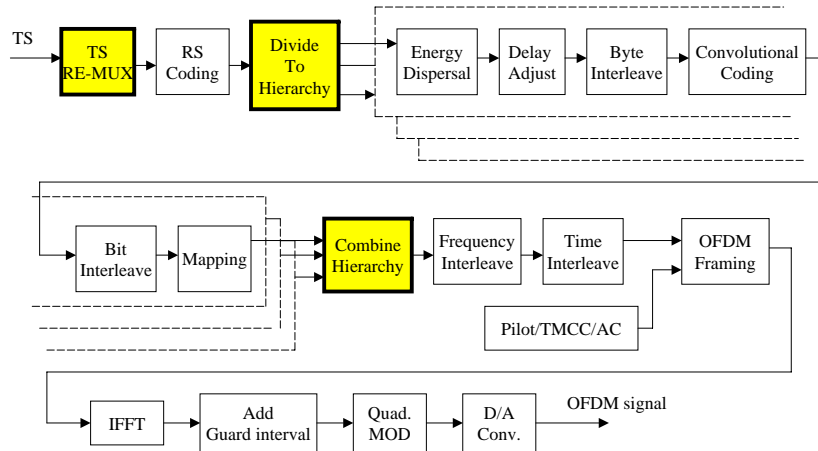 TS
TS
RE-MUX
RS
Coding
Divide
To
Hierarchy
Energy
Dispersal
Delay
Adjust
Byte
Interleave
Convolutional
Coding
Bit
Interleave
Mapping
Combine
Hierarchy
Frequency
Interleave
Time
Interleave
OFDM
Framing
Pilot/TMCC/AC
IFFT
Add
Guard interval
Quad.
MOD
D/A
Conv.
OFDM signal